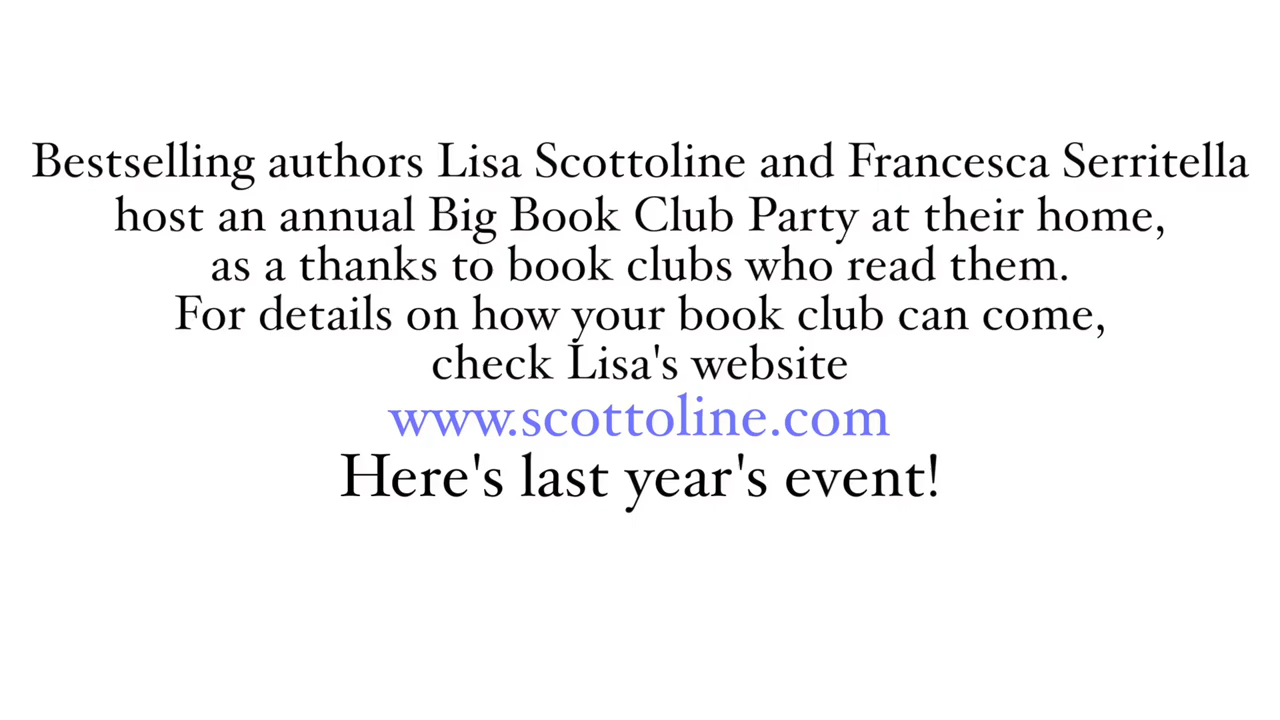 Bestselling authors Lisa Scottoline and Francesca Serritella
host an annual Big Book Club Party at their home,
as a thanks to book clubs who read them.
For details on how your book club can come,
check Lisa's website
www.scottoline.com
Here's last year's event!